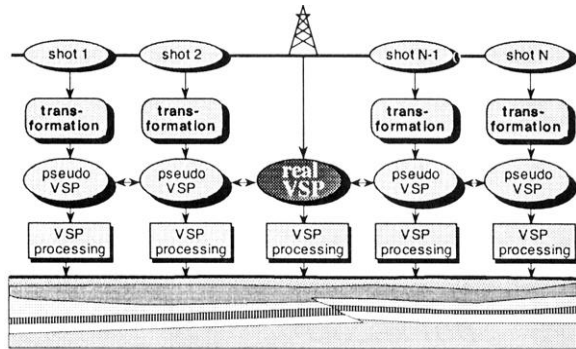 shot 1 shot 2 shot N-1 shot N
trans-
formation
trans-
formation
trans-
formation
trans-
formation
pseudo
VSP
pseudo
VSP
real
VSP
pseudo
VSP
pseudo
VSP
VSP
processing
VSP
processing
VSP
processing
VSP
processing
VSP
processing